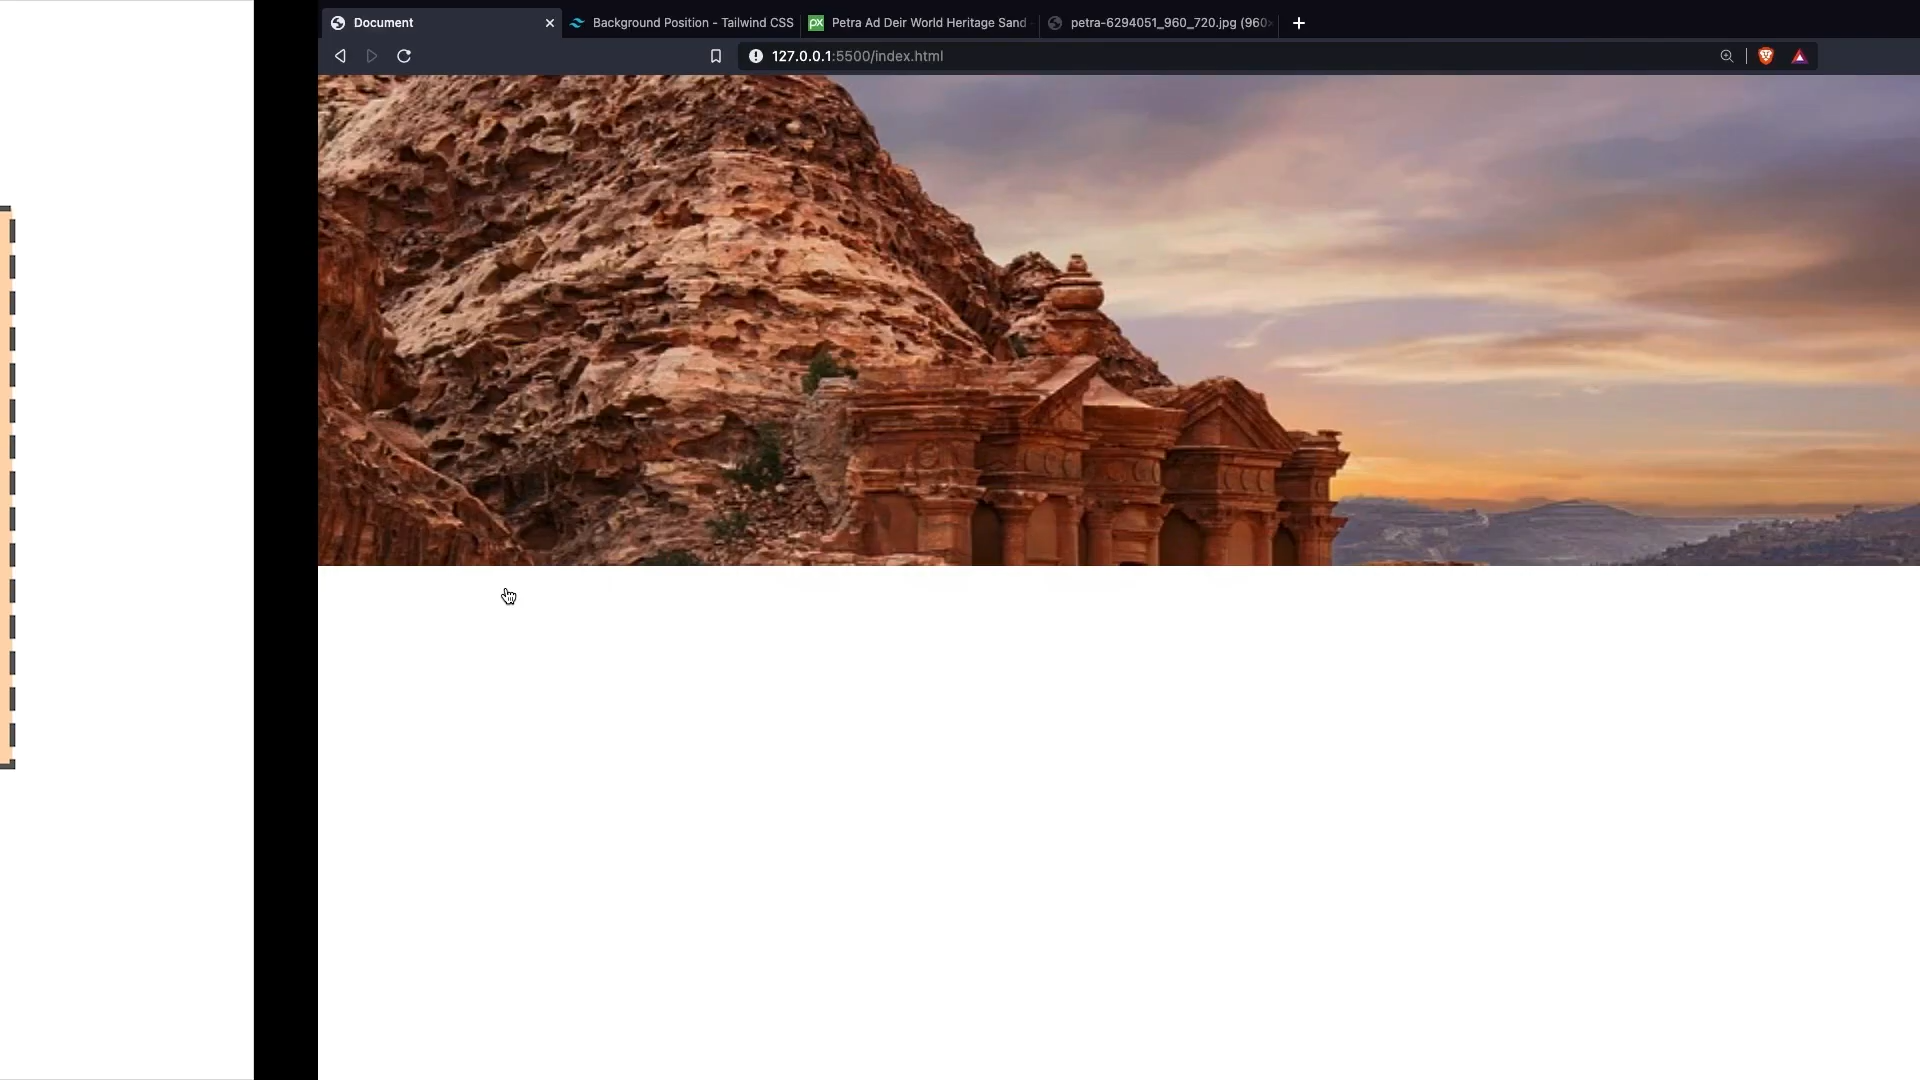 Document
Background Position - Tailwind CSS
px
Petra Ad Deir World Heritage Sand
petra-6294051_960_720.jpg (960
127.0.0.1:5500/index.html